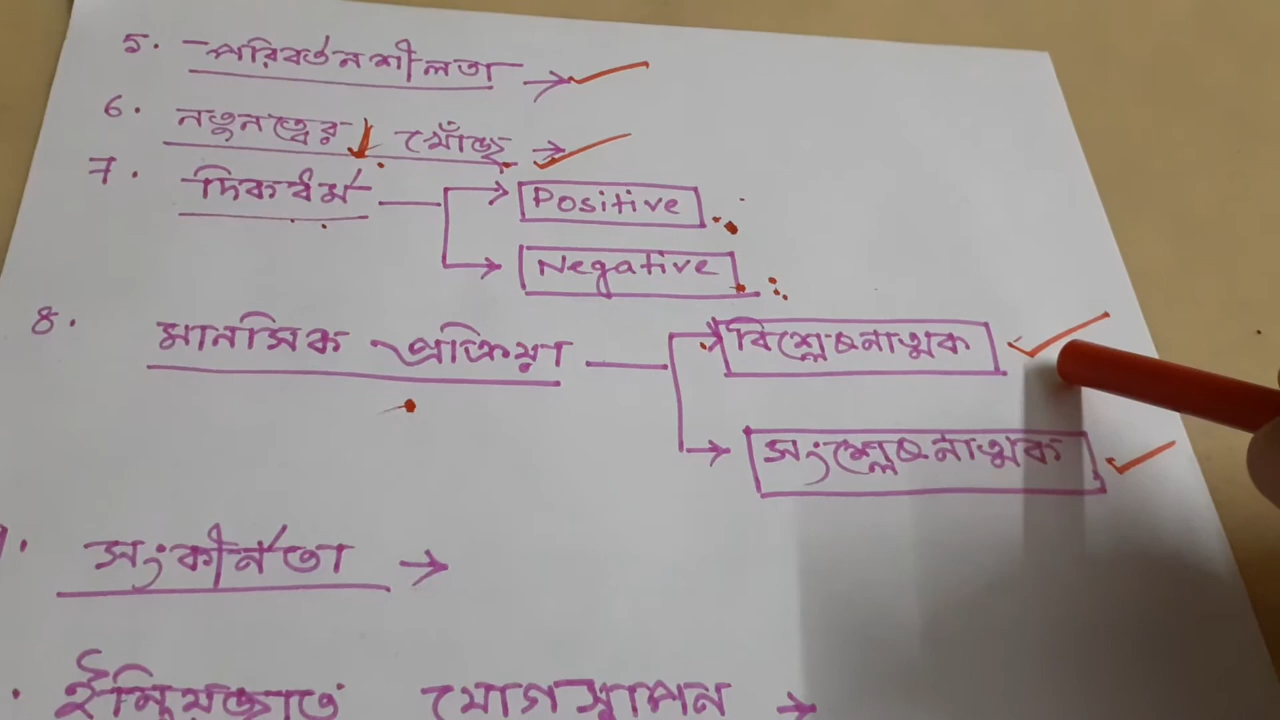 5. পরিবর্তনশীলতা →
6. নতুনত্বের খোঁজ →
7. দিকধর্ম → Positive
→ Negative
8. মানসিক প্রক্রিয়া → বিশ্লেষনাত্মক
→ সংশ্লেষনাত্মক
সংকীর্নতা →
যোগস্থাপন →